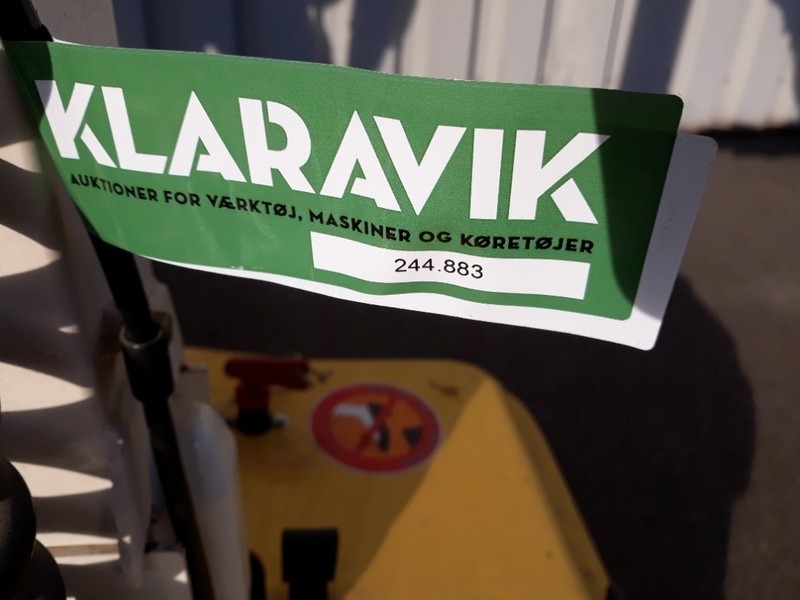 KLARAVIK
AUKTIONER FOR VÆRKTØJ, MASKINER OG KØRETØJER
244.883